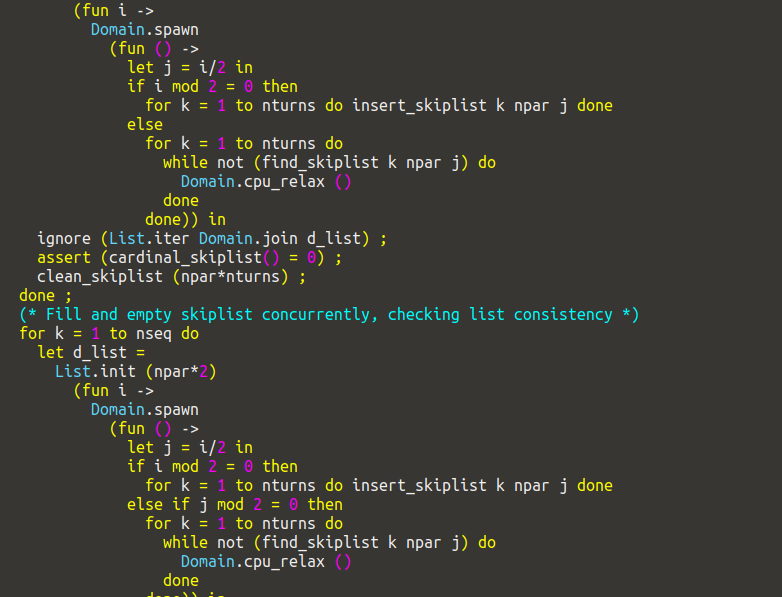 (fun i ->
Domain.spawn
(fun () ->
let j = i/2 in
if i mod 2 = 0 then
for k = 1 to nturns do insert_skiplist k npar j done
else
for k = 1 to nturns do
while not (find_skiplist k npar j) do
Domain.cpu_relax ()
done
done)) in
ignore (List.iter Domain.join d_list) ;
assert (cardinal_skiplist() = 0) ;
clean_skiplist (npar*nturns) ;
done ;
(* Fill and empty skiplist concurrently, checking list consistency *)
for k = 1 to nseq do
let d_list =
List.init (npar*2)
(fun i ->
Domain.spawn
(fun () ->
let j = i/2 in
if i mod 2 = 0 then
for k = 1 to nturns do insert_skiplist k npar j done
else if j mod 2 = 0 then
for k = 1 to nturns do
while not (find_skiplist k npar j) do
Domain.cpu_relax ()
done
done)) in